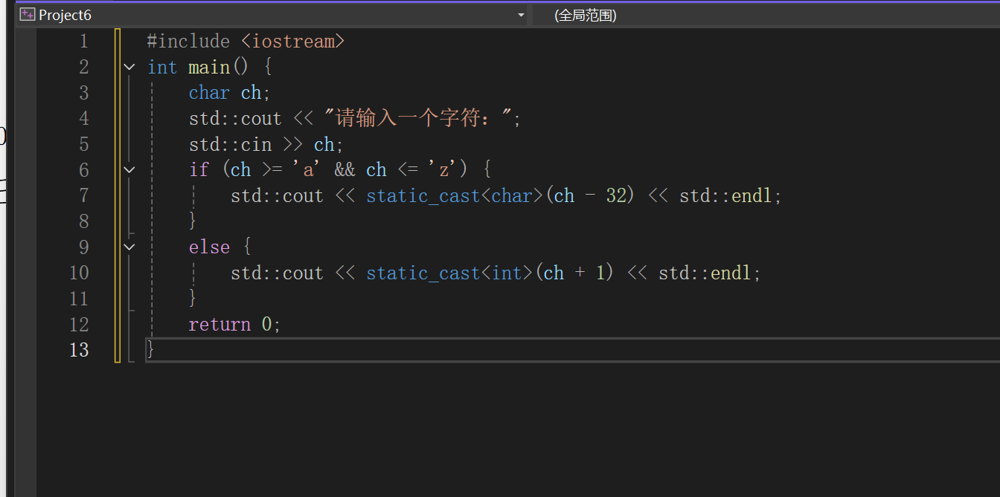 Project6 (全局范围)
1 #include <iostream>
2 int main() {
3 char ch;
4 std::cout << "请输入一个字符：";
5 std::cin >> ch;
6 if (ch >= 'a' && ch <= 'z') {
7 std::cout << static_cast<char>(ch - 32) << std::endl;
8 }
9 else {
10 std::cout << static_cast<int>(ch + 1) << std::endl;
11 }
12 return 0;
13 }